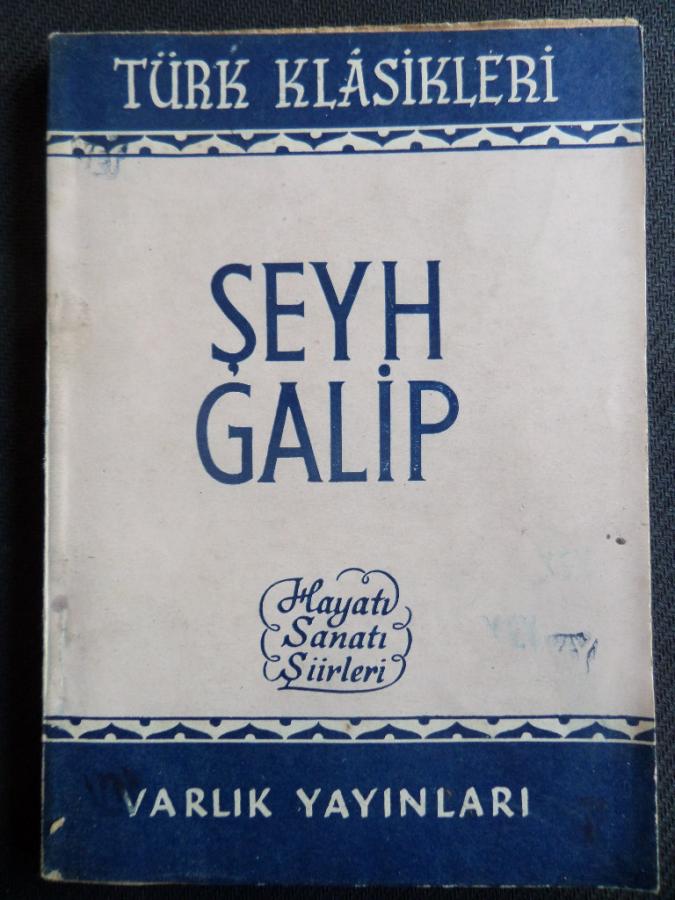 TÜRK KLÂSİKLERİ
ŞEYH
GALİP
Hayatı
Sanatı
Şiirleri
VARLIK YAYINLARI